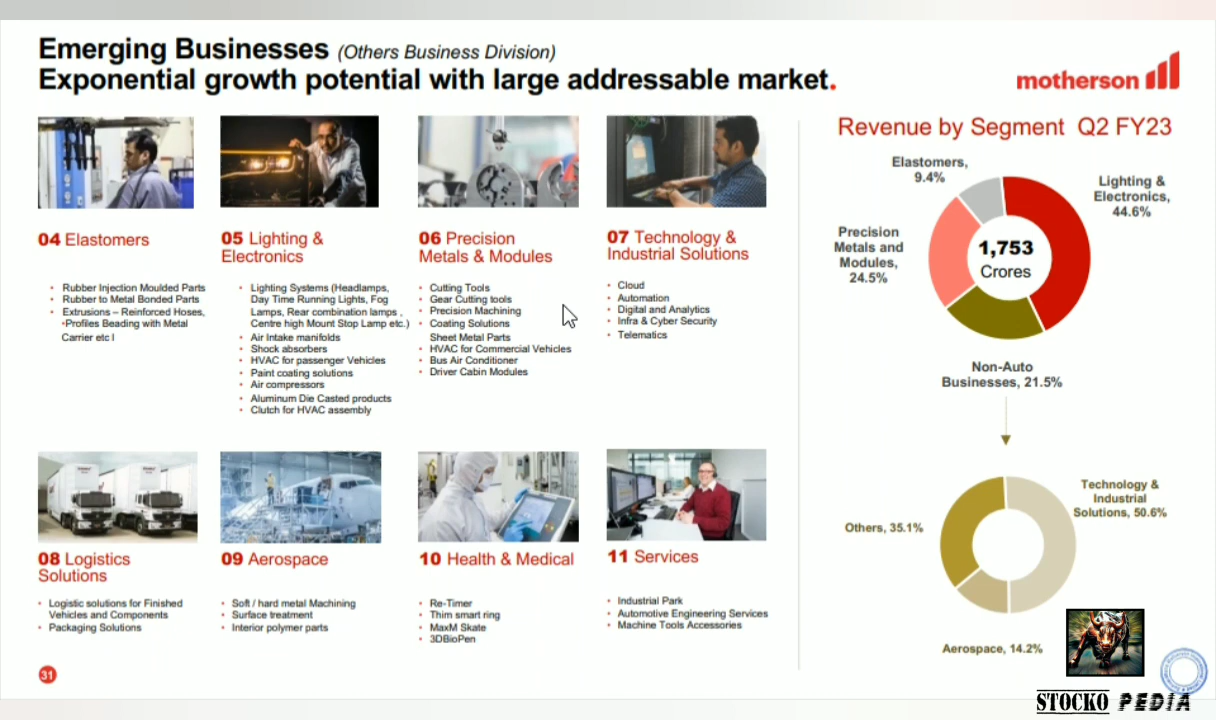 Emerging Businesses (Others Business Division)
Exponential growth potential with large addressable market.
motherson
04 Elastomers
• Rubber Injection Moulded Parts
• Rubber to Metal Bonded Parts
• Extrusions – Reinforced Hoses,
•Profiles Beading with Metal
Carrier etc l
05 Lighting &
Electronics
• Lighting Systems (Headlamps,
Day Time Running Lights, Fog
Lamps, Rear combination lamps ,
Centre high Mount Stop Lamp etc.)
• Air Intake manifolds
• Shock absorbers
• HVAC for passenger Vehicles
• Paint coating solutions
• Air compressors
• Aluminum Die Casted products
• Clutch for HVAC assembly
06 Precision
Metals & Modules
• Cutting Tools
• Gear Cutting tools
• Precision Machining
• Coating Solutions
Sheet Metal Parts
• HVAC for Commercial Vehicles
• Bus Air Conditioner
• Driver Cabin Modules
07 Technology &
Industrial Solutions
• Cloud
• Automation
• Digital and Analytics
• Infra & Cyber Security
• Telematics
08 Logistics
Solutions
• Logistic solutions for Finished
Vehicles and Components
• Packaging Solutions
09 Aerospace
• Soft / hard metal Machining
• Surface treatment
• Interior polymer parts
10 Health & Medical
• Re-Timer
• Thim smart ring
• MaxM Skate
• 3DBioPen
11 Services
• Industrial Park
• Automotive Engineering Services
• Machine Tools Accessories
Revenue by Segment Q2 FY23
Elastomers,
9.4%
Lighting &
Electronics,
44.6%
Precision
Metals and
Modules,
24.5%
1,753
Crores
Non-Auto
Businesses, 21.5%
Technology &
Industrial
Solutions, 50.6%
Others, 35.1%
Aerospace, 14.2%
31
STOCKO PEDIA